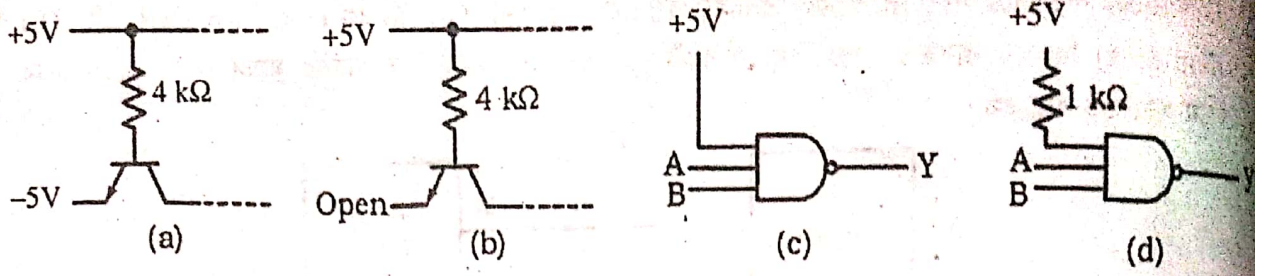 +5V
4 kΩ
–5V
(a)
+5V
4 kΩ
Open
(b)
+5V
A
B
Y
(c)
+5V
1 kΩ
A
B
y
(d)